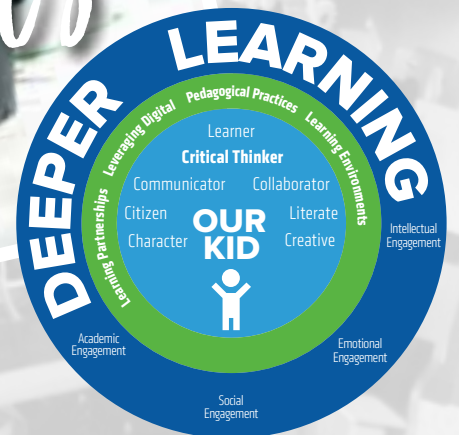 DEEPER LEARNING
Learning Partnerships
Leveraging Digital
Pedagogical Practices
Learning Environments
Learner
Critical Thinker
Communicator
Collaborator
Citizen
Literate
Character
Creative
OUR
KID
Intellectual
Engagement
Academic
Engagement
Emotional
Engagement
Social
Engagement